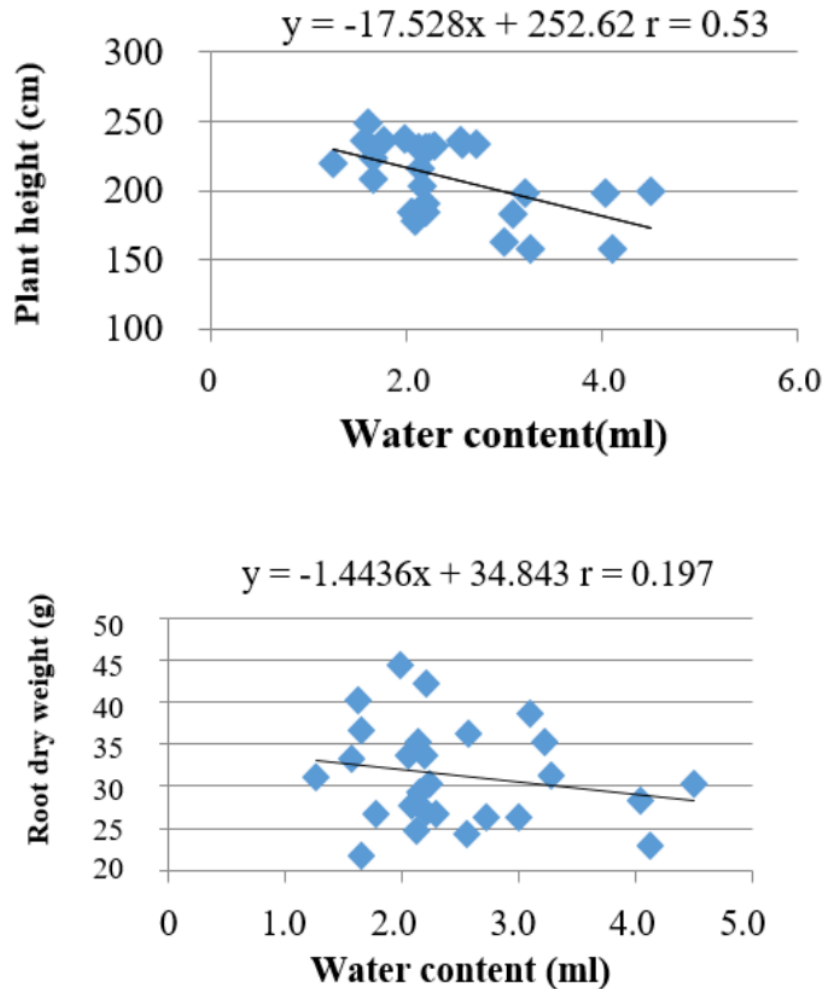 y = -17.528x + 252.62 r = 0.53
300
250
200
150
100
Plant height (cm)
0 2.0 4.0 6.0
Water content(ml)
y = -1.4436x + 34.843 r = 0.197
50
45
40
35
30
25
20
Root dry weight (g)
0 1.0 2.0 3.0 4.0 5.0
Water content (ml)